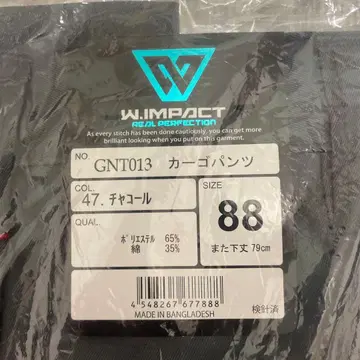 W.IMPACT
REAL PERFECTION
As every stitch has been done cautiously, you can get more
brilliant looking when you put on this garment.
NO.
GNT013 カーゴパンツ
COL.
47. チャコール
SIZE
88
QUAL.
ポリエステル 65%
綿 35%
また下丈 79cm
4 548267 677888
MADE IN BANGLADESH
検針済